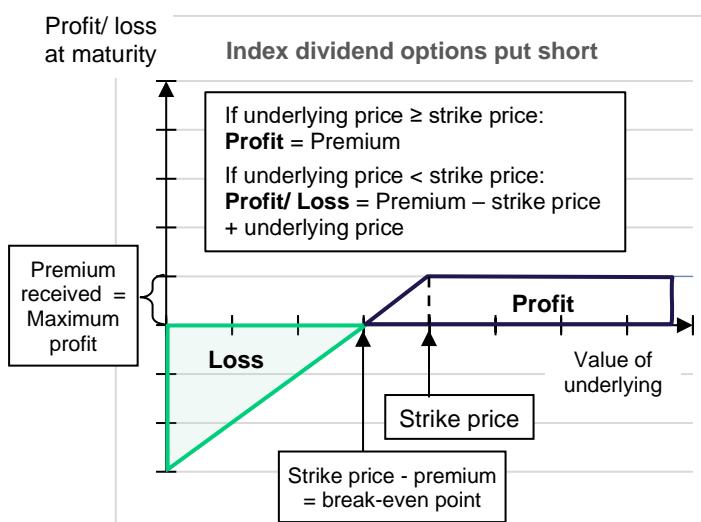 Profit/ loss
at maturity
Index dividend options put short
If underlying price ≥ strike price:
Profit = Premium
If underlying price < strike price:
Profit/ Loss = Premium – strike price
+ underlying price
Premium
received =
Maximum
profit
Profit
Loss
Value of
underlying
Strike price
Strike price - premium
= break-even point